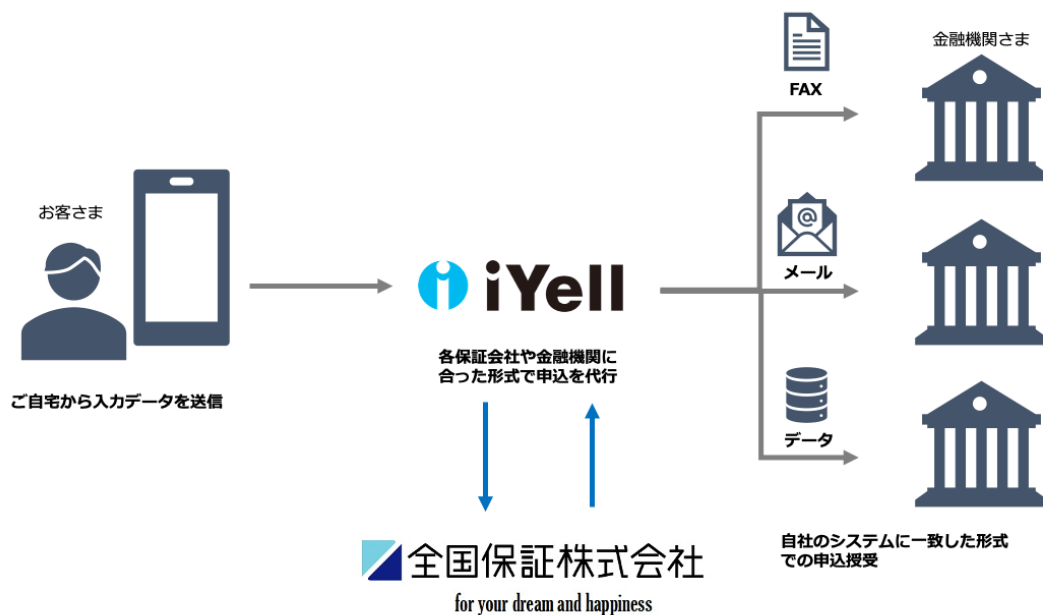 お客さま
ご自宅から入力データを送信
iYell
各保証会社や金融機関に
合った形式で申込を代行
全国保証株式会社
for your dream and happiness
FAX
メール
データ
金融機関さま
自社のシステムに一致した形式
での申込授受